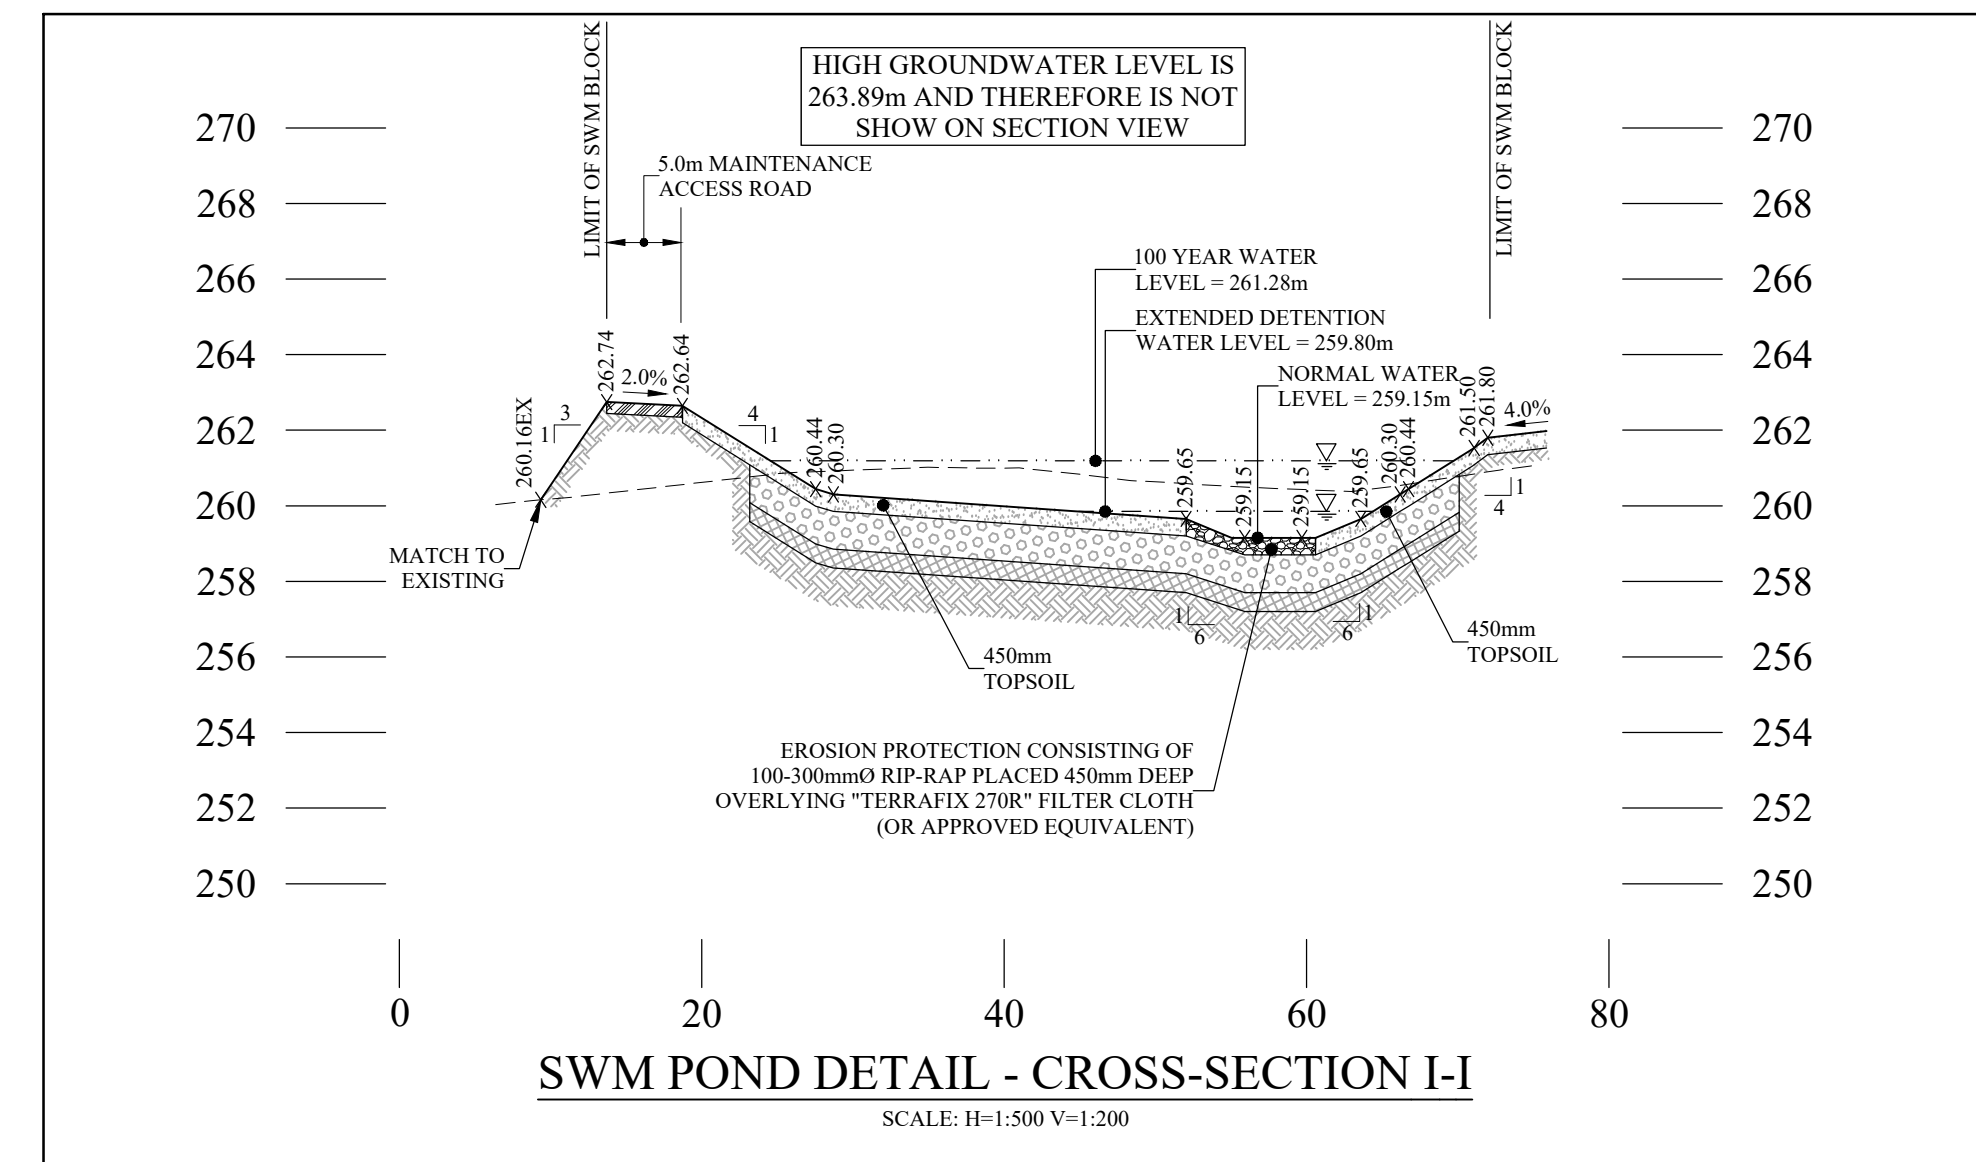 LIMIT OF SWM BLOCK
HIGH GROUNDWATER LEVEL IS
263.89m AND THEREFORE IS NOT
SHOW ON SECTION VIEW
LIMIT OF SWM BLOCK
270
270
5.0m MAINTENANCE
ACCESS ROAD
268
268
100 YEAR WATER
LEVEL = 261.28m
266
266
EXTENDED DETENTION
WATER LEVEL = 259.80m
264
264
262.74
2.0%
262.64
NORMAL WATER
LEVEL = 259.15m
260.16EX
3
1
4
1
260.44
260.30
259.65
259.15
259.15
259.65
260.30
260.44
261.50
261.80
4.0%
262
262
260
260
1
4
MATCH TO
EXISTING
258
258
1
6
1
6
450mm
TOPSOIL
450mm
TOPSOIL
256
256
254
254
EROSION PROTECTION CONSISTING OF
100-300mmØ RIP-RAP PLACED 450mm DEEP
OVERLYING "TERRAFIX 270R" FILTER CLOTH
(OR APPROVED EQUIVALENT)
252
252
250
250
0
20
40
60
80
SWM POND DETAIL - CROSS-SECTION I-I
SCALE: H=1:500 V=1:200